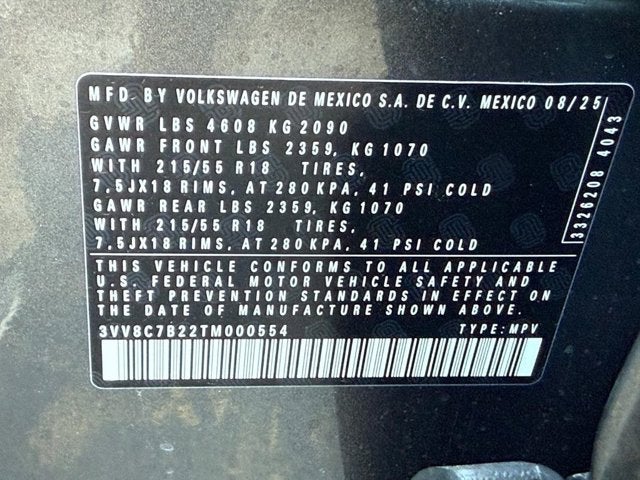 MFD. BY VOLKSWAGEN DE MEXICO S.A. DE C.V. MEXICO 08/25
GVWR LBS 4608 KG 2090
GAWR FRONT LBS 2359, KG 1070
WITH 215/55 R18 TIRES,
7,5JX18 RIMS, AT 280 KPA, 41 PSI COLD
GAWR REAR LBS 2359, KG 1070
WITH 215/55 R18 TIRES,
7,5JX18 RIMS, AT 280 KPA, 41 PSI COLD
3326208 4043
THIS VEHICLE CONFORMS TO ALL APPLICABLE
U.S. FEDERAL MOTOR VEHICLE SAFETY AND
THEFT PREVENTION STANDARDS IN EFFECT ON
THE DATE OF MANUFACTURE SHOWN ABOVE.
3VV8C7B22TM000554 TYPE: MPV